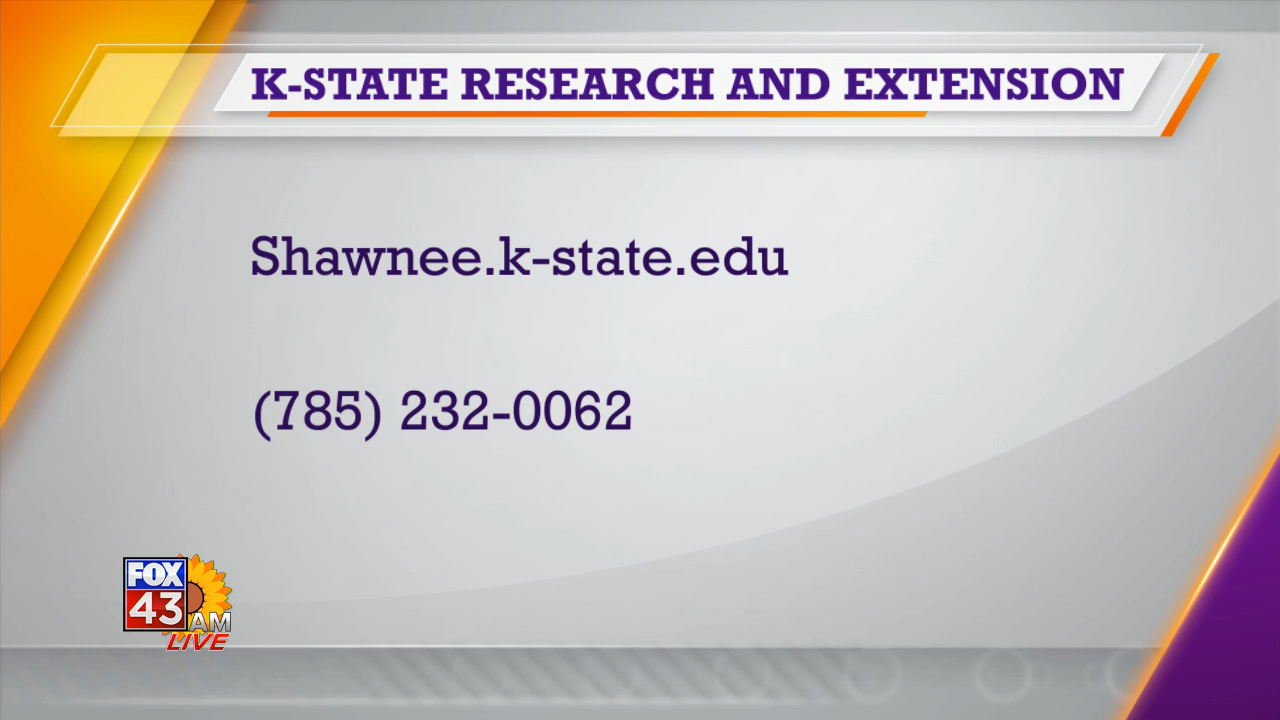 K-STATE RESEARCH AND EXTENSION
Shawnee.k-state.edu
(785) 232-0062
FOX
43
AM
LIVE